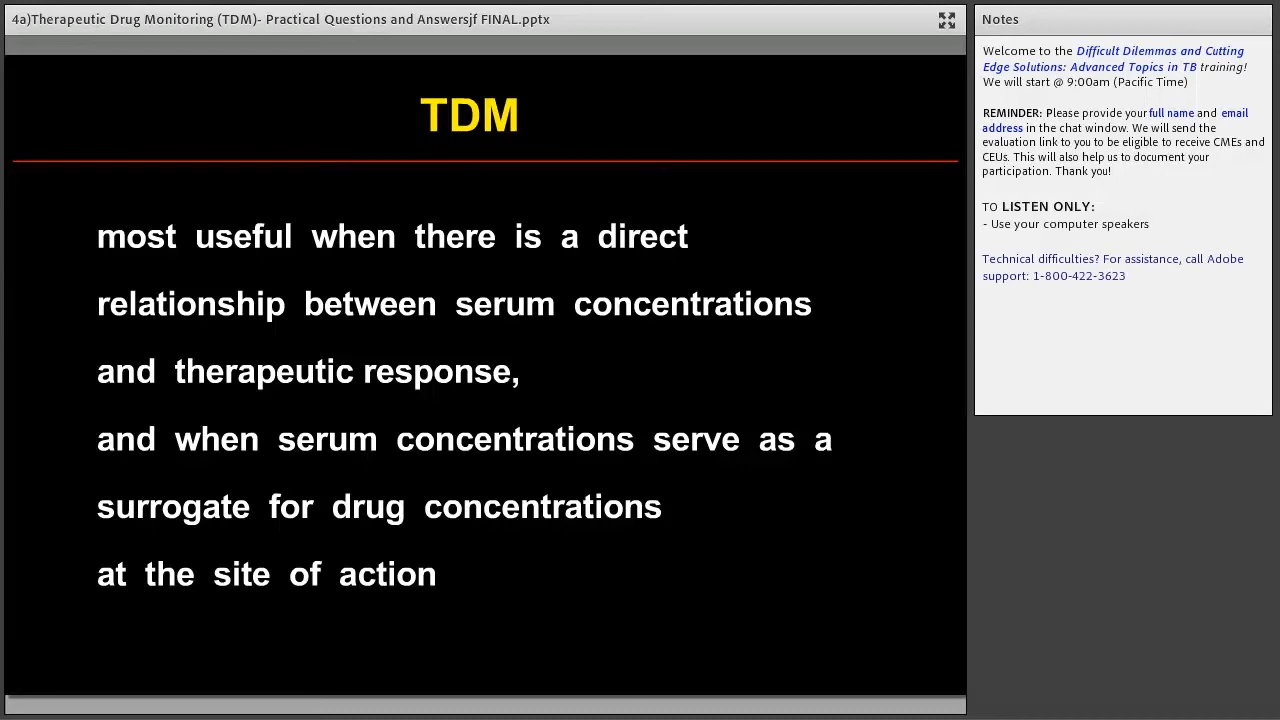 4a)Therapeutic Drug Monitoring (TDM)- Practical Questions and Answersjf FINAL.pptx
TDM
most useful when there is a direct
relationship between serum concentrations
and therapeutic response,
and when serum concentrations serve as a
surrogate for drug concentrations
at the site of action
Notes
Welcome to the Difficult Dilemmas and Cutting
Edge Solutions: Advanced Topics in TB training!
We will start @ 9:00am (Pacific Time)
REMINDER: Please provide your full name and email
address in the chat window. We will send the
evaluation link to you to be eligible to receive CMEs and
CEUs. This will also help us to document your
participation. Thank you!
TO LISTEN ONLY:
- Use your computer speakers
Technical difficulties? For assistance, call Adobe
support: 1-800-422-3623